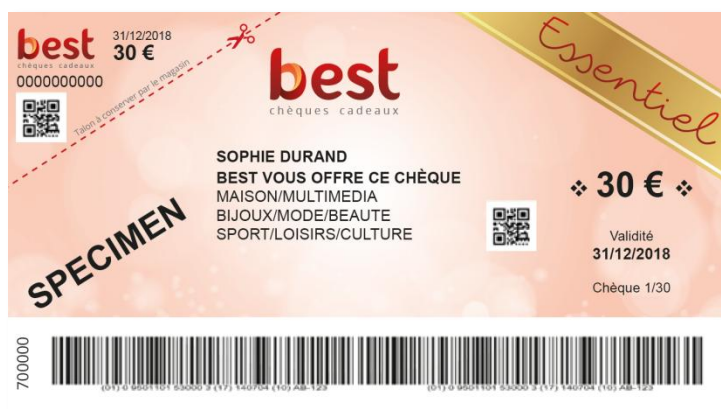 best
chèques cadeaux
31/12/2018
30 €
0000000000
Talon à conserver par le magasin
best
chèques cadeaux
Essentiel
SOPHIE DURAND
BEST VOUS OFFRE CE CHÈQUE
MAISON/MULTIMEDIA
BIJOUX/MODE/BEAUTE
SPORT/LOISIRS/CULTURE
30 €
Validité
31/12/2018
Chèque 1/30
SPECIMEN
700000
(01) 0 9501101 53000 3 (17) 140704 (10) AB-123
(01) 0 9501101 53000 3 (17) 140704 (10) AB-123